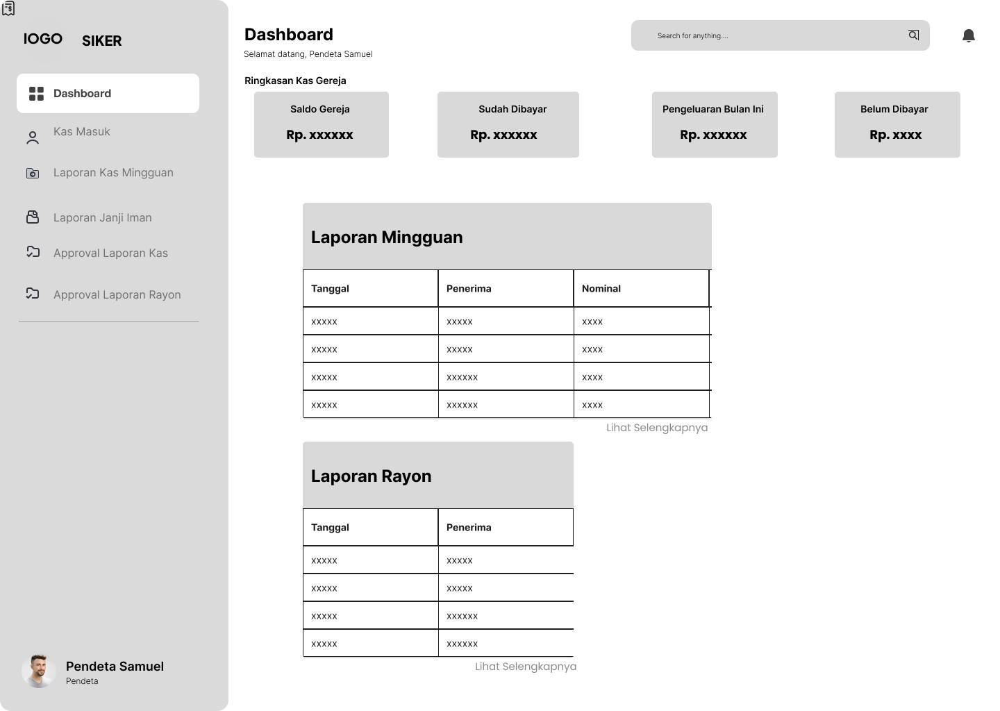 lOGO SIKER
Dashboard
Kas Masuk
Laporan Kas Mingguan
Laporan Janji Iman
Approval Laporan Kas
Approval Laporan Rayon
Pendeta Samuel
Pendeta
Dashboard
Selamat datang, Pendeta Samuel
Search for anything....
Ringkasan Kas Gereja
Saldo Gereja
Rp. xxxxxx
Sudah Dibayar
Rp. xxxxxx
Pengeluaran Bulan Ini
Rp. xxxxxx
Belum Dibayar
Rp. xxxx
Laporan Mingguan
Tanggal Penerima Nominal
xxxxx xxxxx xxxx
xxxxx xxxxx xxxx
xxxxx xxxxxx xxxx
xxxxx xxxxxx xxxx
Lihat Selengkapnya
Laporan Rayon
Tanggal Penerima
xxxxx xxxxx
xxxxx xxxxx
xxxxx xxxxxx
xxxxx xxxxxx
Lihat Selengkapnya